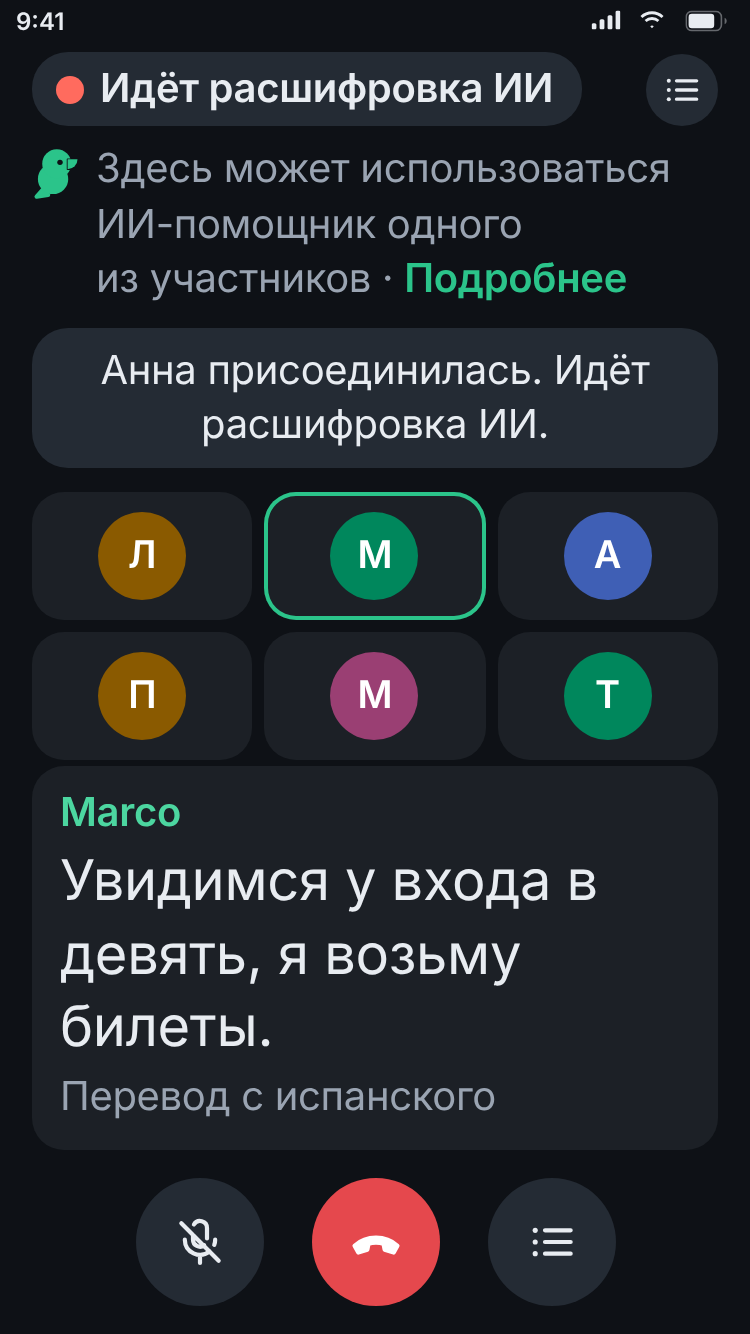 9:41
Идёт расшифровка ИИ
Здесь может использоваться
ИИ-помощник одного
из участников · Подробнее
Анна присоединилась. Идёт
расшифровка ИИ.
Л
М
А
П
М
Т
Marco
Увидимся у входа в
девять, я возьму
билеты.
Перевод с испанского